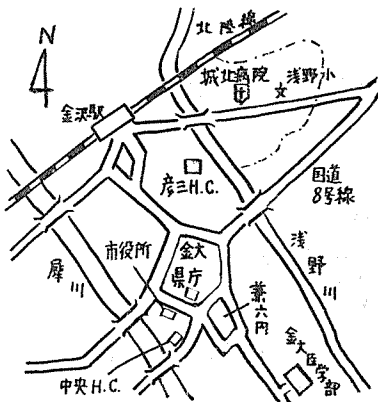 N
北陸線
城北病院
浅野小
金沢駅
彦三H.C.
国道
8号線
市役所
金大
県庁
犀川
浅野川
兼六円
金大医学部
中央H.C.